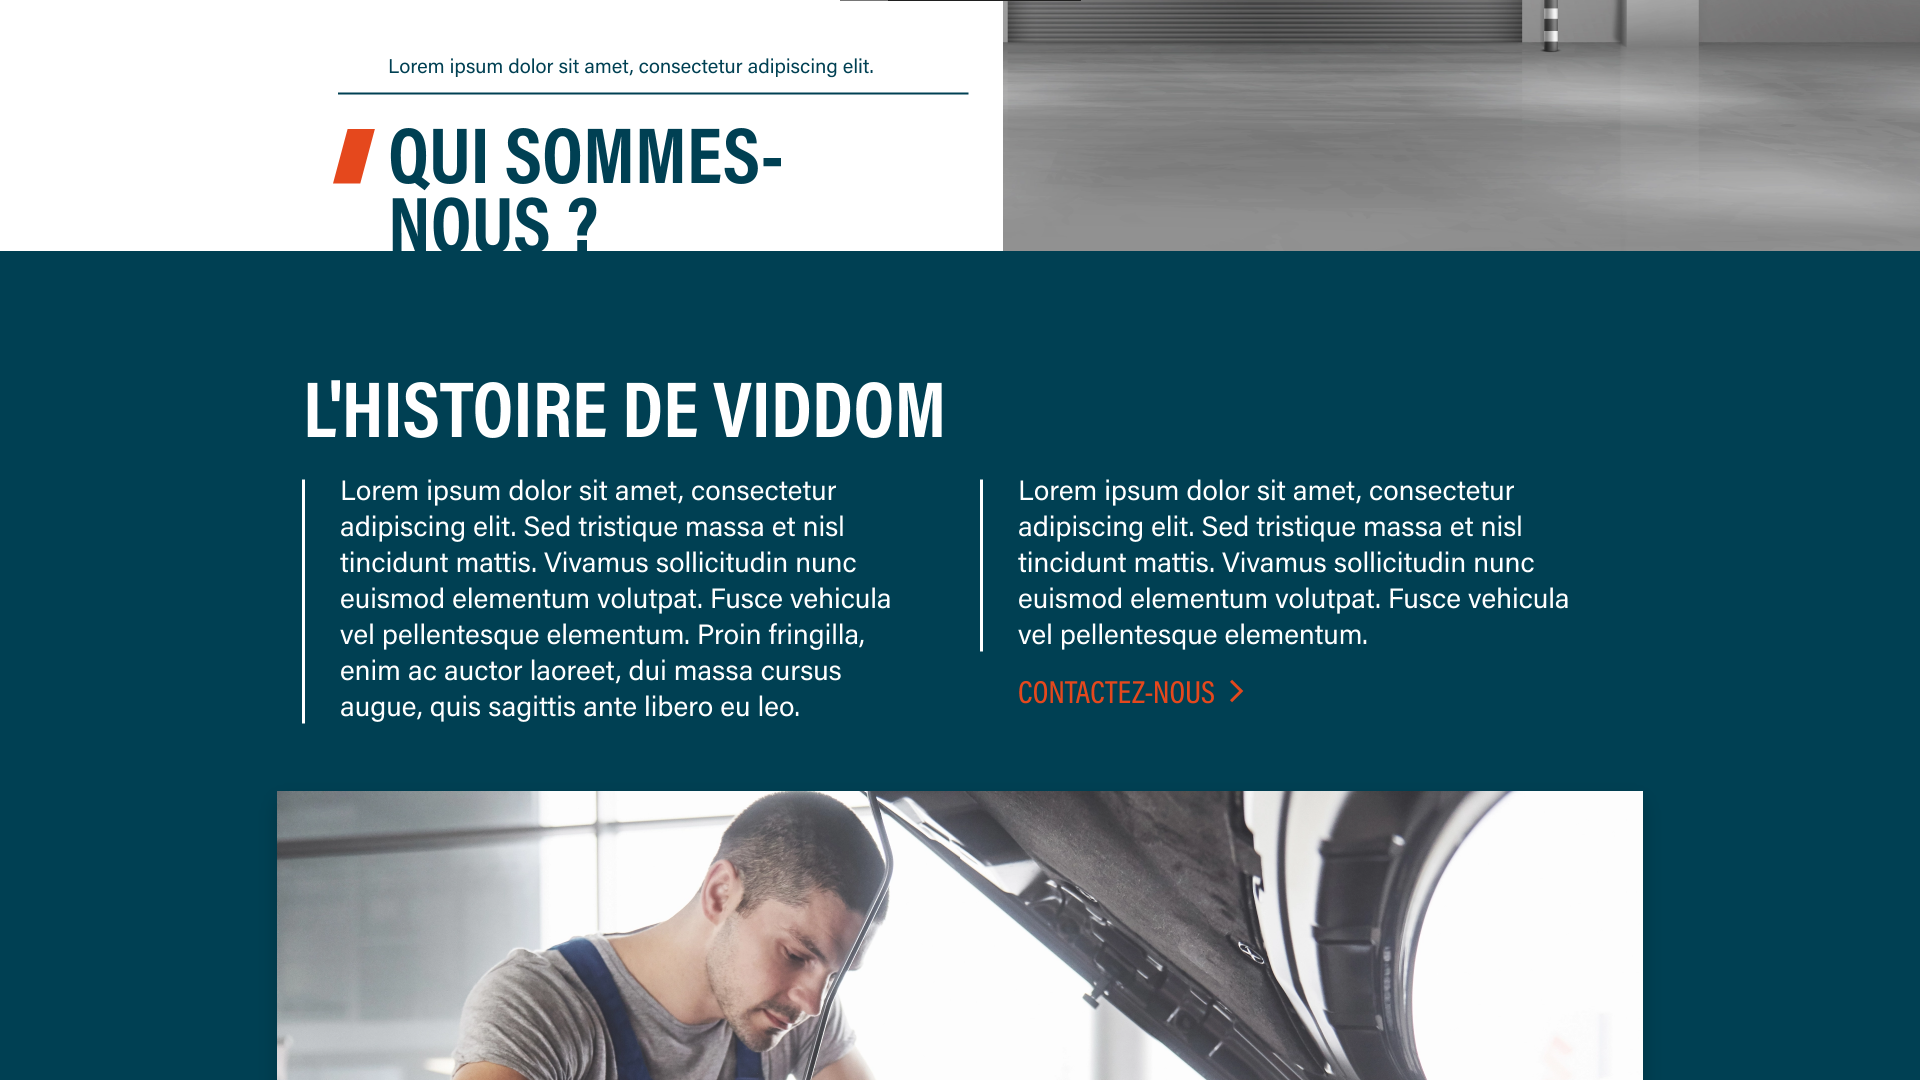 Lorem ipsum dolor sit amet, consectetur adipiscing elit.
QUI SOMMES-
NOUS ?
L'HISTOIRE DE VIDDOM
Lorem ipsum dolor sit amet, consectetur
adipiscing elit. Sed tristique massa et nisl
tincidunt mattis. Vivamus sollicitudin nunc
euismod elementum volutpat. Fusce vehicula
vel pellentesque elementum. Proin fringilla,
enim ac auctor laoreet, dui massa cursus
augue, quis sagittis ante libero eu leo.
Lorem ipsum dolor sit amet, consectetur
adipiscing elit. Sed tristique massa et nisl
tincidunt mattis. Vivamus sollicitudin nunc
euismod elementum volutpat. Fusce vehicula
vel pellentesque elementum.
CONTACTEZ-NOUS